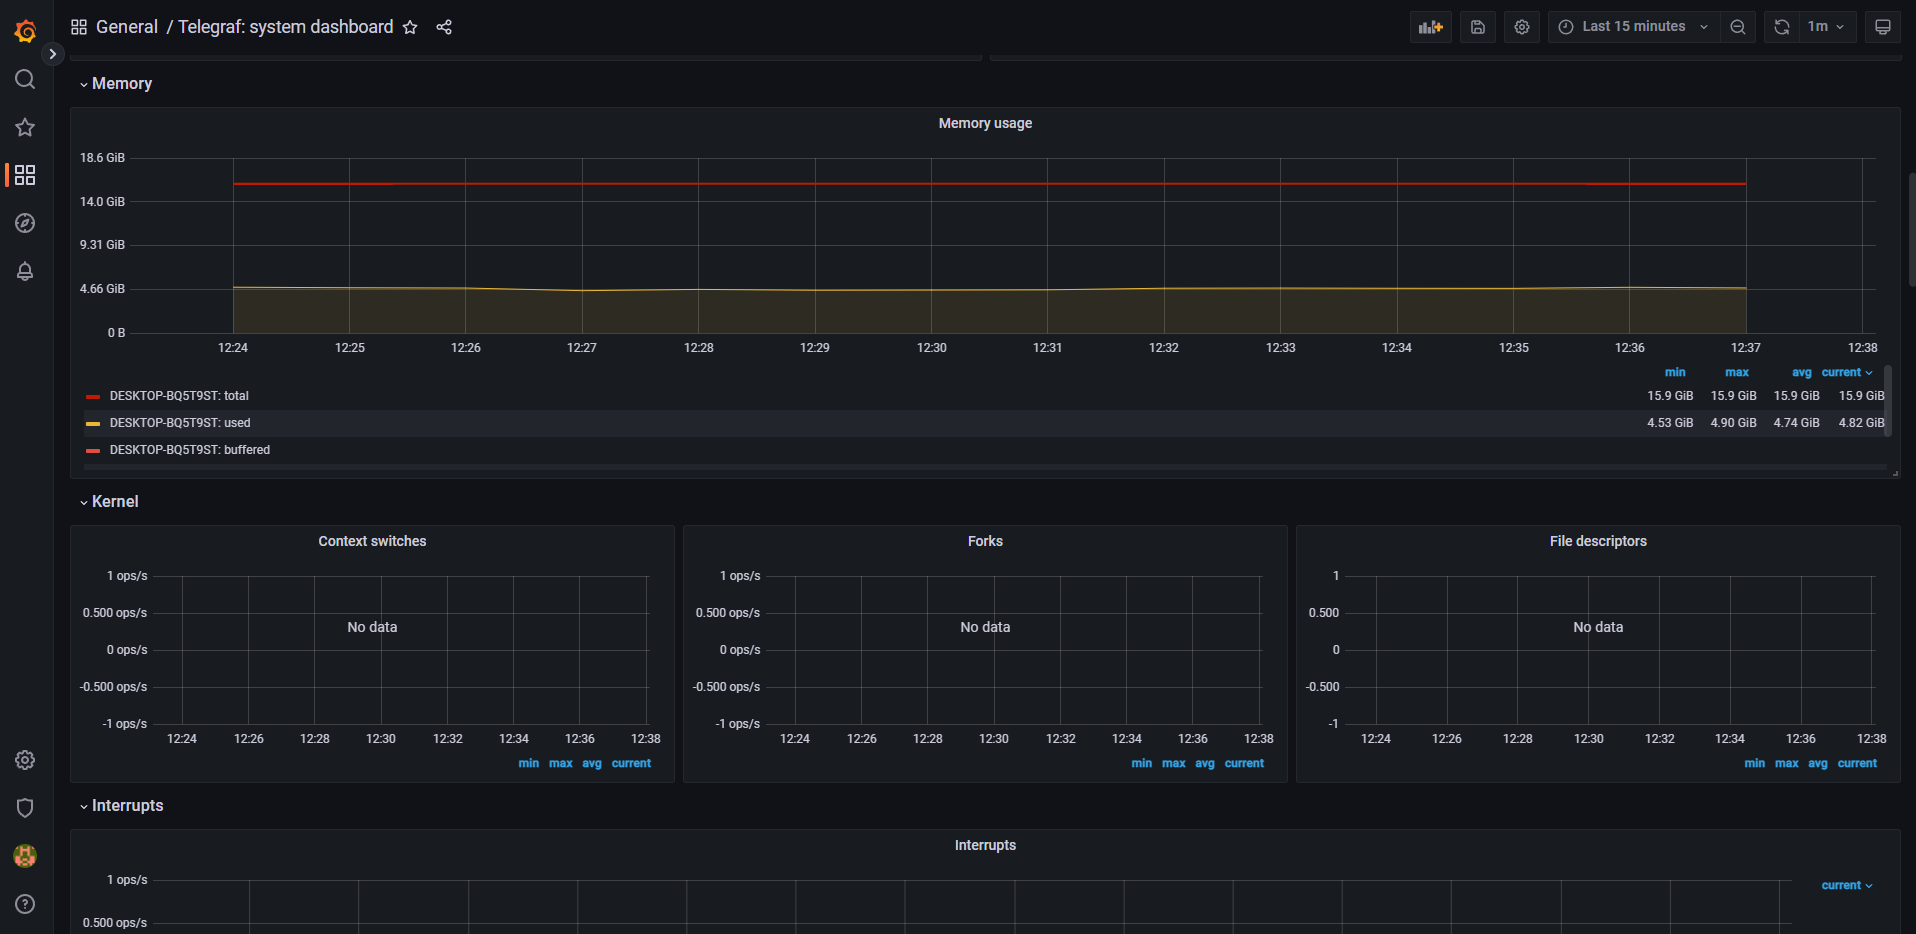 General / Telegraf: system dashboard
Last 15 minutes
1m
Memory
Memory usage
18.6 GiB
14.0 GiB
9.31 GiB
4.66 GiB
0 B
12:24 12:25 12:26 12:27 12:28 12:29 12:30 12:31 12:32 12:33 12:34 12:35 12:36 12:37 12:38
min max avg current
DESKTOP-BQ5T9ST: total 15.9 GiB 15.9 GiB 15.9 GiB 15.9 GiB
DESKTOP-BQ5T9ST: used 4.53 GiB 4.90 GiB 4.74 GiB 4.82 GiB
DESKTOP-BQ5T9ST: buffered
Kernel
Context switches
1 ops/s
0.500 ops/s
No data
0 ops/s
-0.500 ops/s
-1 ops/s
12:24 12:26 12:28 12:30 12:32 12:34 12:36 12:38
min max avg current
Forks
1 ops/s
0.500 ops/s
No data
0 ops/s
-0.500 ops/s
-1 ops/s
12:24 12:26 12:28 12:30 12:32 12:34 12:36 12:38
min max avg current
File descriptors
1
0.500
No data
0
-0.500
-1
12:24 12:26 12:28 12:30 12:32 12:34 12:36 12:38
min max avg current
Interrupts
Interrupts
1 ops/s
current
0.500 ops/s